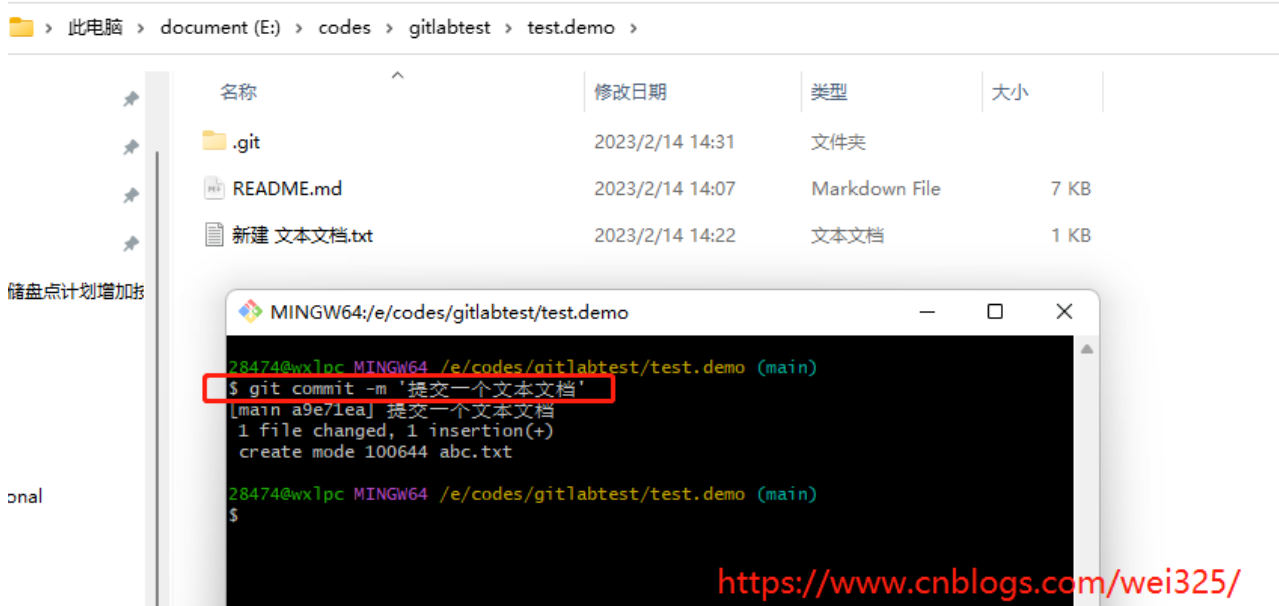 此电脑 > document (E:) > codes > gitlabtest > test.demo >
名称 修改日期 类型 大小
.git 2023/2/14 14:31 文件夹
README.md 2023/2/14 14:07 Markdown File 7 KB
新建 文本文档.txt 2023/2/14 14:22 文本文档 1 KB
储盘点计划增加按
onal
MINGW64:/e/codes/gitlabtest/test.demo
28474@wxlpc MINGW64 /e/codes/gitlabtest/test.demo (main)
$ git commit -m '提交一个文本文档'
[main a9e71ea] 提交一个文本文档
1 file changed, 1 insertion(+)
create mode 100644 abc.txt
28474@wxlpc MINGW64 /e/codes/gitlabtest/test.demo (main)
$
https://www.cnblogs.com/wei325/